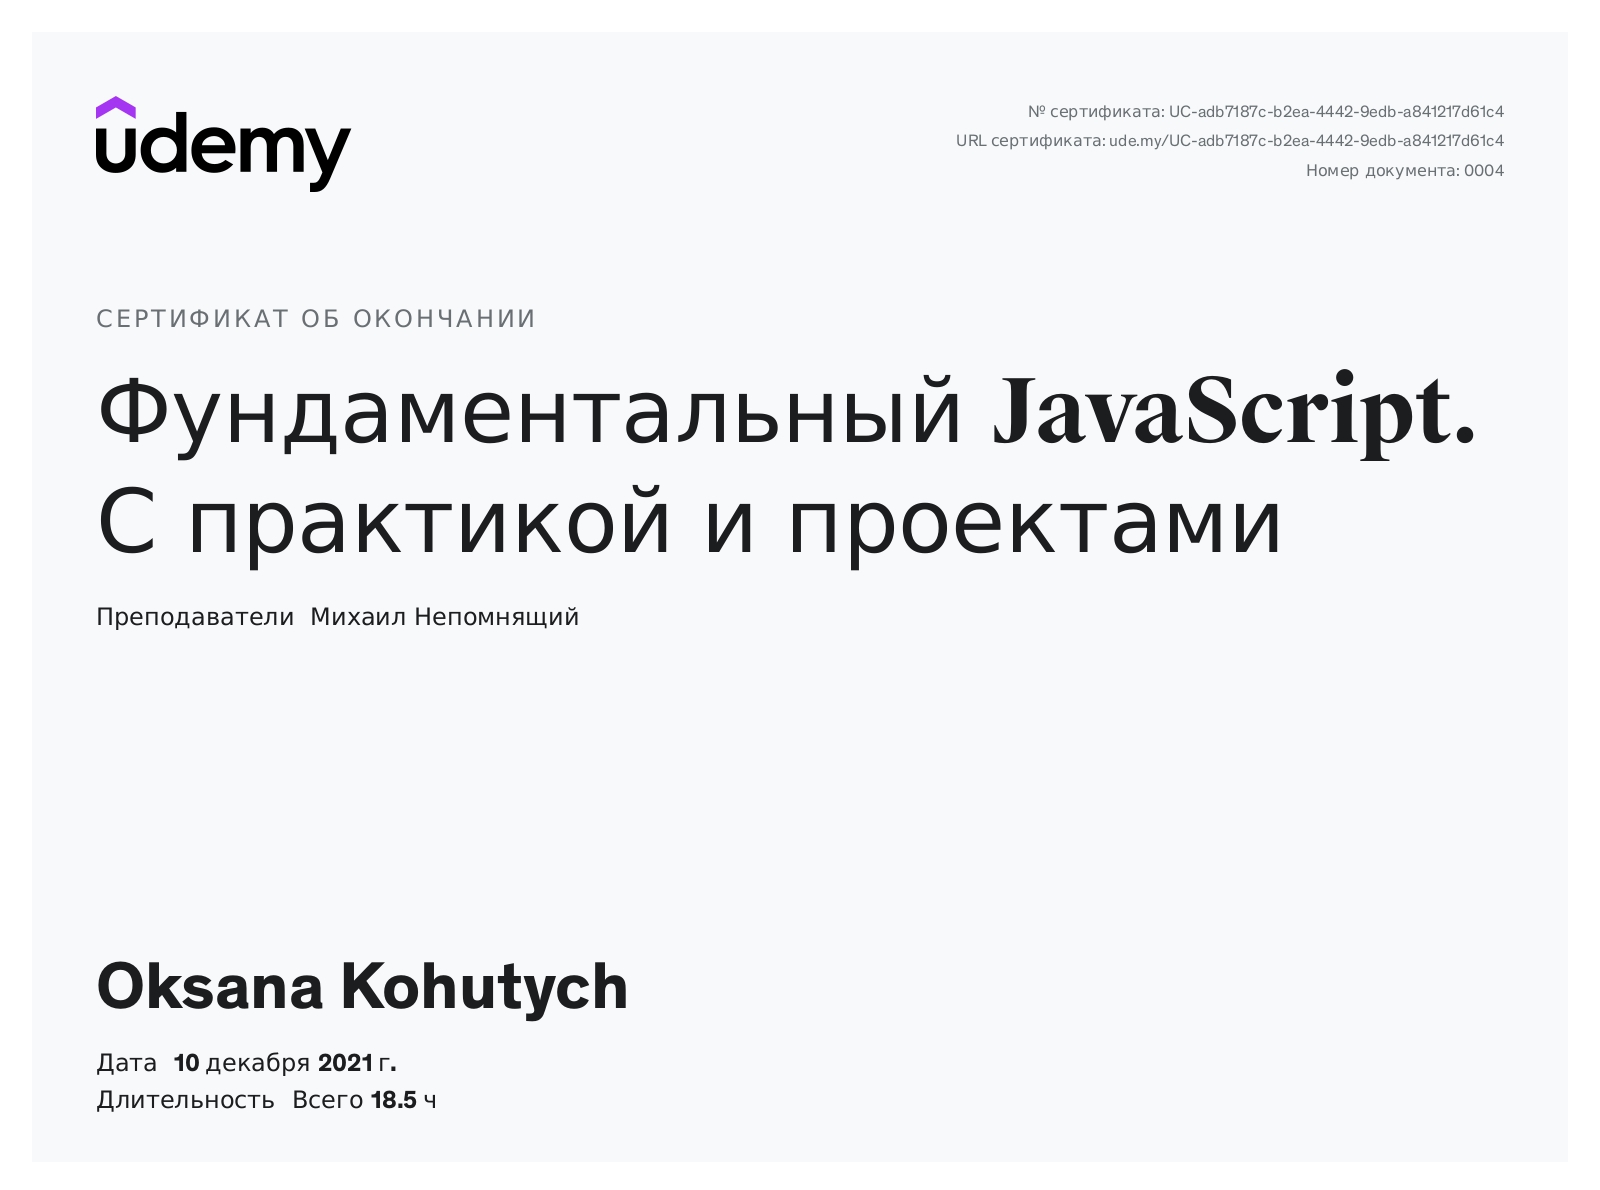 udemy
№ сертификата: UC-adb7187c-b2ea-4442-9edb-a841217d61c4
URL сертификата: ude.my/UC-adb7187c-b2ea-4442-9edb-a841217d61c4
Номер документа: 0004
СЕРТИФИКАТ ОБ ОКОНЧАНИИ
Фундаментальный JavaScript.
С практикой и проектами
Преподаватели Михаил Непомнящий
Oksana Kohutych
Дата 10 декабря 2021 г.
Длительность Всего 18.5 ч